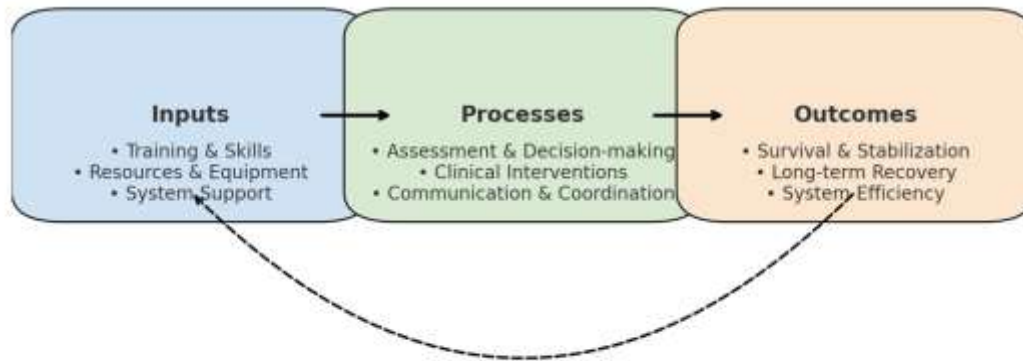 Inputs
• Training & Skills
• Resources & Equipment
• System Support
Processes
• Assessment & Decision-making
• Clinical Interventions
• Communication & Coordination
Outcomes
• Survival & Stabilization
• Long-term Recovery
• System Efficiency